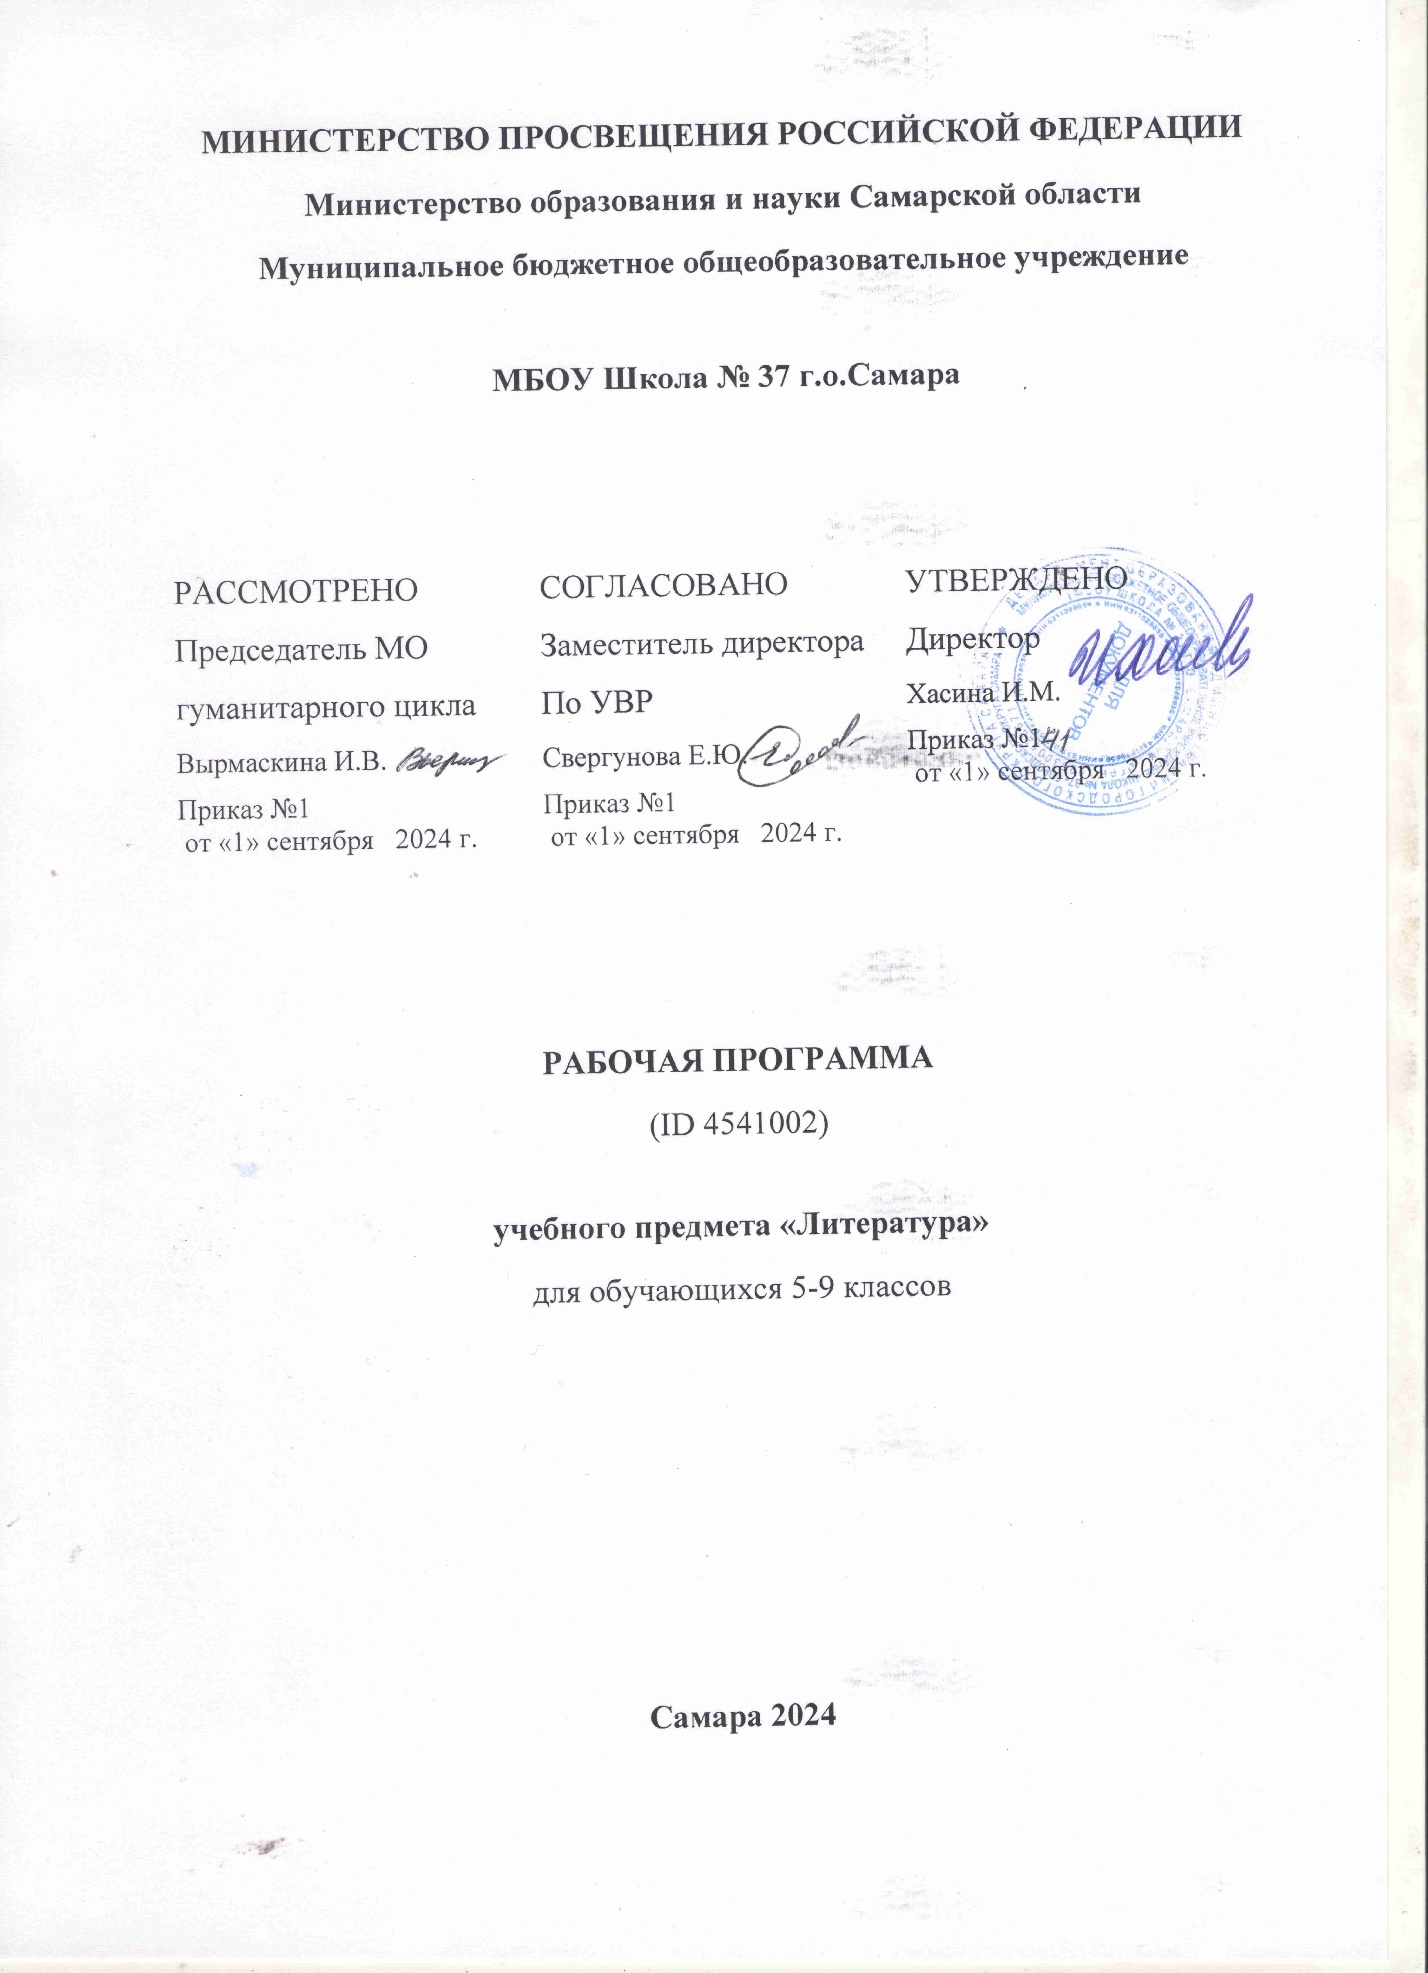 МИНИСТЕРСТВО ПРОСВЕЩЕНИЯ РОССИЙСКОЙ ФЕДЕРАЦИИ
Министерство образования и науки Самарской области
Муниципальное бюджетное общеобразовательное учреждение
МБОУ Школа № 37 г.о.Самара
РАССМОТРЕНО
Председатель МО
гуманитарного цикла
Вырмаскина И.В.
Приказ №1
от «1» сентября 2024 г.
СОГЛАСОВАНО
Заместитель директора
По УВР
Свергунова Е.Ю.
Приказ №1
от «1» сентября 2024 г.
УТВЕРЖДЕНО
Директор
Хасина И.М.
Приказ
от «1» сентября 2024 г.
ДЛЯ
ДОКУМЕНТОВ
РАБОЧАЯ ПРОГРАММА
(ID 4541002)
учебного предмета «Литература»
для обучающихся 5-9 классов
Самара 2024